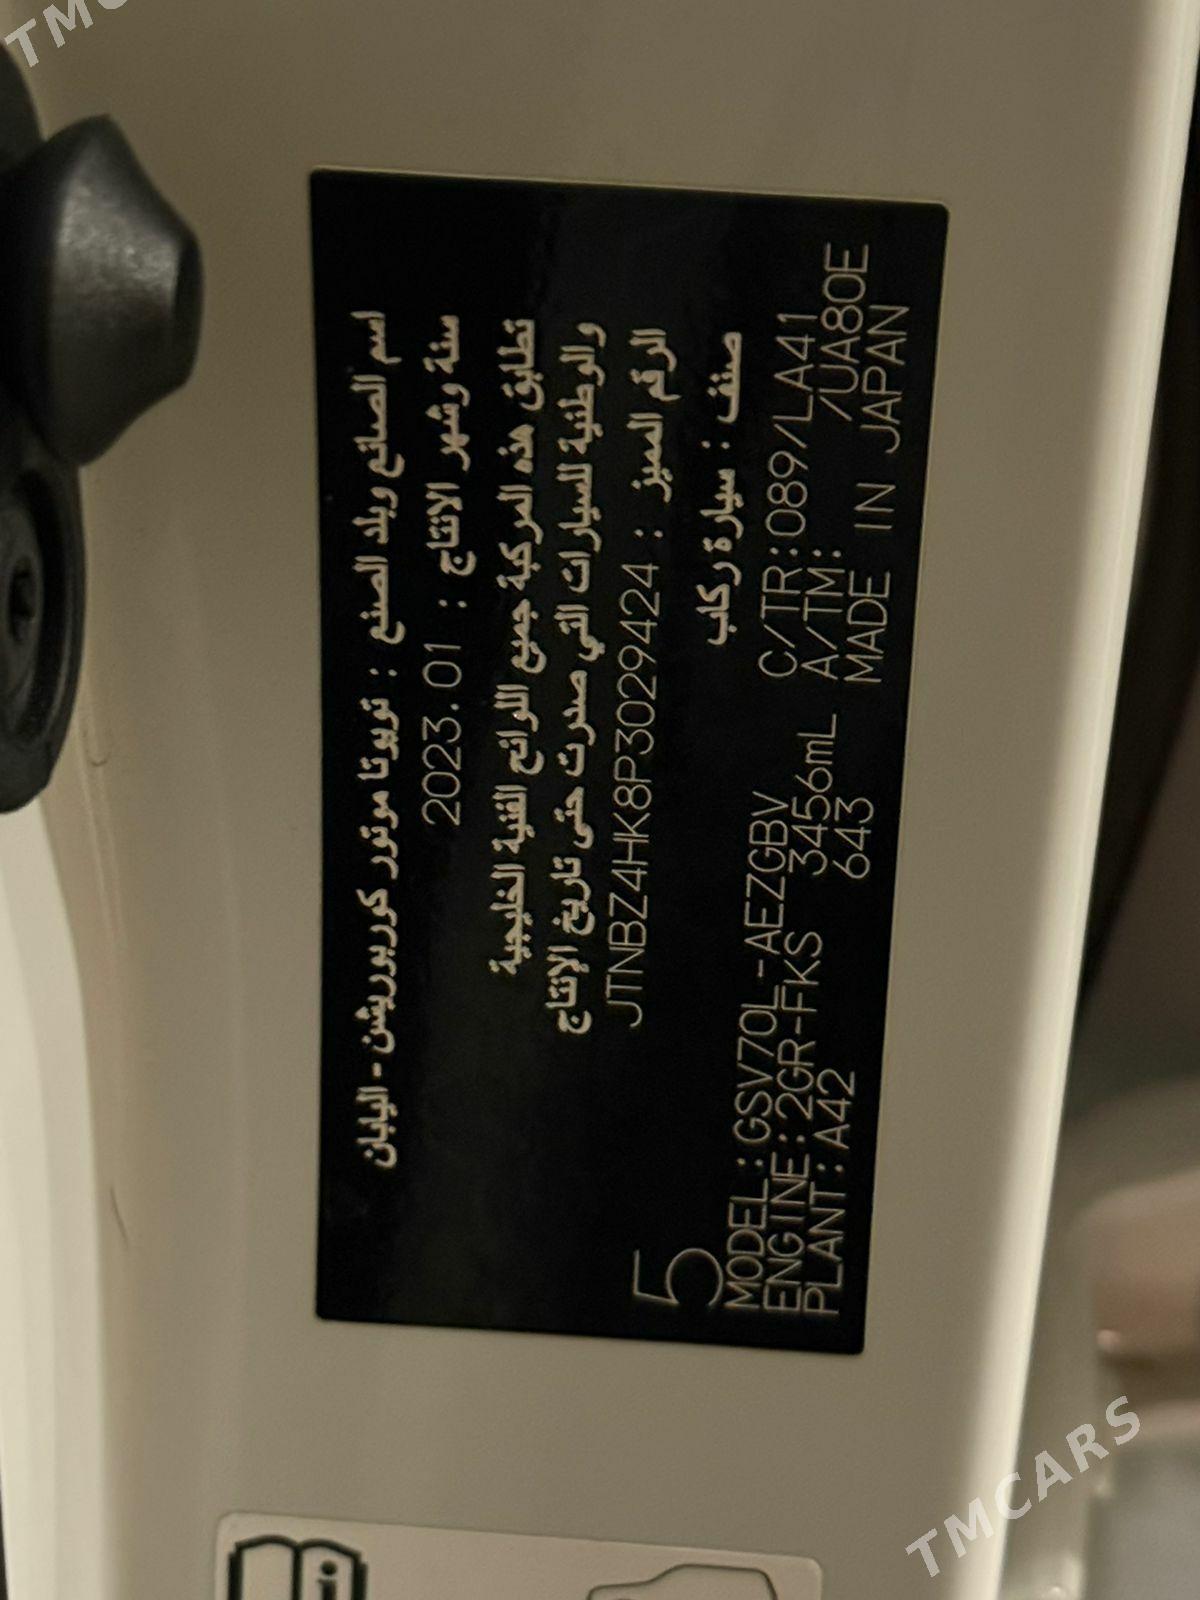 TMC
اسم الصانع وبلد الصنع : تويوتا موتور كوربوريشن - اليابان
سنة وشهر الانتاج : 2023.01
تطابق هذه المركبة جميع اللوائح الفنية الخليجية
والوطنية للسيارات التي صدرت حتى تاريخ الإنتاج
الرقم المميز : JTNBZ4HK8P3029424
صنف : سيارة ركاب
5
MODEL:GSV70L-AEZGBV
ENGINE:2GR-FKS 3456mL
PLANT:A42 643
C/TR:089/LA41
A/TM: /UA80E
MADE IN JAPAN
i
TMCARS